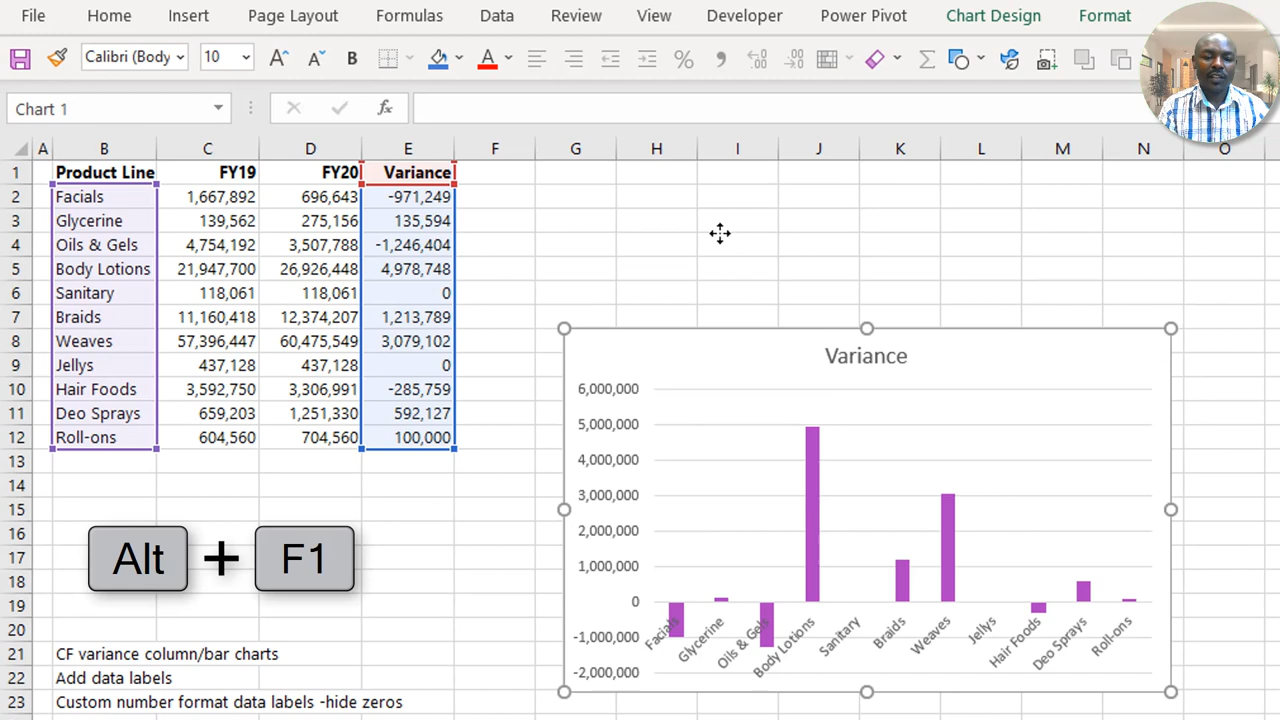 File Home Insert Page Layout Formulas Data Review View Developer Power Pivot Chart Design Format
Calibri (Body 10 A A B A %
Chart 1 fx
A B C D E F G H I J K L M N O
1 Product Line FY19 FY20 Variance
2 Facials 1,667,892 696,643 -971,249
3 Glycerine 139,562 275,156 135,594
4 Oils & Gels 4,754,192 3,507,788 -1,246,404
5 Body Lotions 21,947,700 26,926,448 4,978,748
6 Sanitary 118,061 118,061 0
7 Braids 11,160,418 12,374,207 1,213,789
8 Weaves 57,396,447 60,475,549 3,079,102
9 Jellys 437,128 437,128 0
10 Hair Foods 3,592,750 3,306,991 -285,759
11 Deo Sprays 659,203 1,251,330 592,127
12 Roll-ons 604,560 704,560 100,000
13
14
15
16
17
18
19
20
21 CF variance column/bar charts
22 Add data labels
23 Custom number format data labels -hide zeros
Alt + F1
Variance
6,000,000
5,000,000
4,000,000
3,000,000
2,000,000
1,000,000
0
-1,000,000
-2,000,000
Facials Glycerine Oils & Gels Body Lotions Sanitary Braids Weaves Jellys Hair Foods Deo Sprays Roll-ons